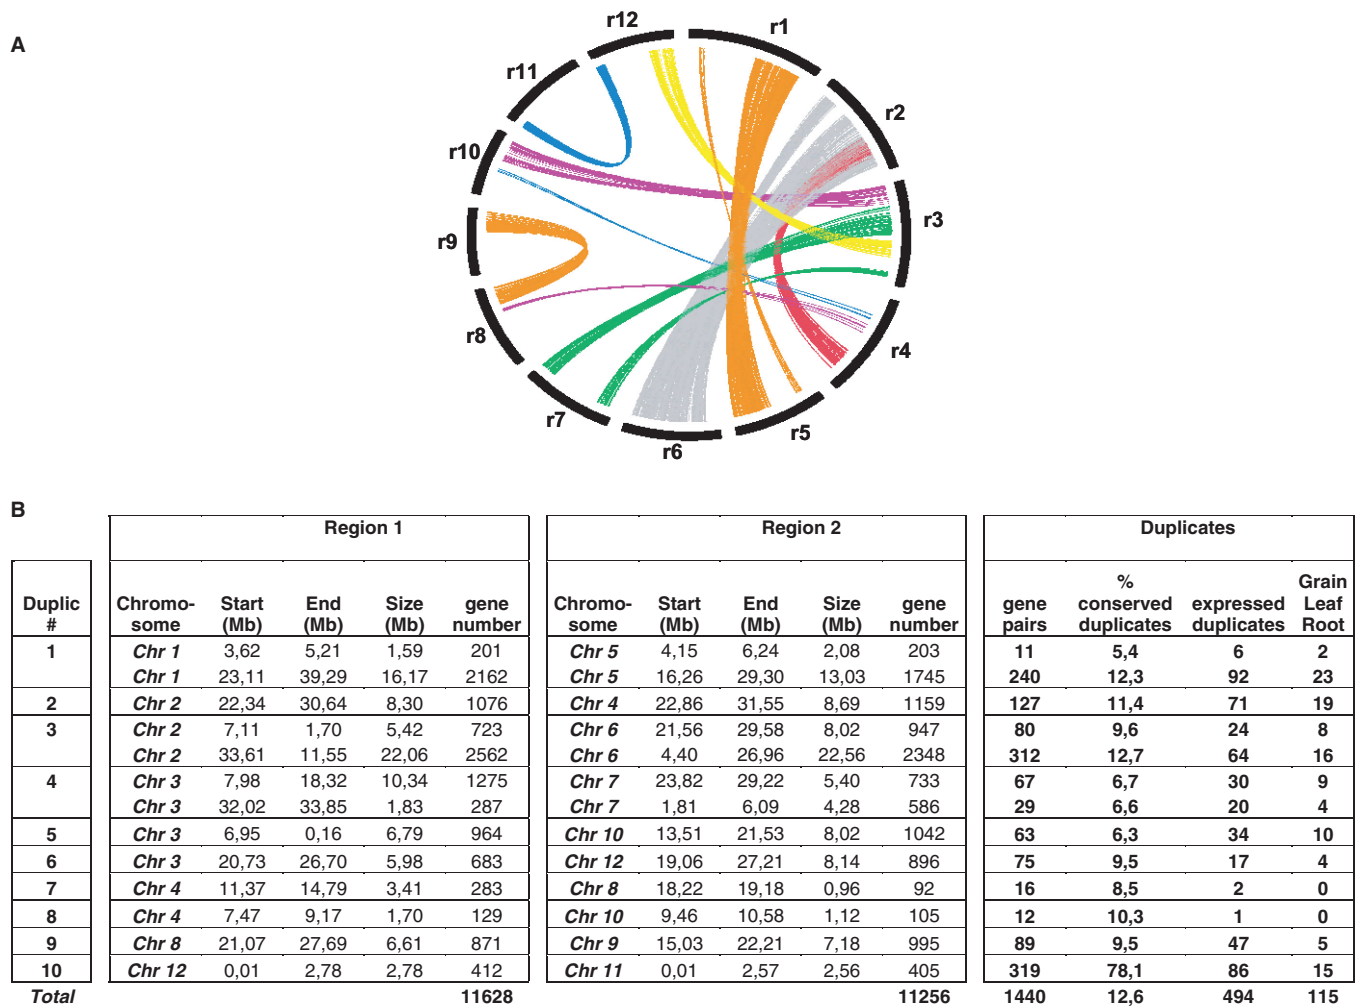 A
r12
r1
r11
r2
r10
r3
r9
r8
r4
r7
r5
r6
B
Region 1 Region 2 Duplicates
Duplic # Chromo-some Start (Mb) End (Mb) Size (Mb) gene number Chromo-some Start (Mb) End (Mb) Size (Mb) gene number gene pairs % conserved duplicates expressed duplicates Grain Leaf Root
1 Chr 1 3,62 5,21 1,59 201 Chr 5 4,15 6,24 2,08 203 11 5,4 6 2
Chr 1 23,11 39,29 16,17 2162 Chr 5 16,26 29,30 13,03 1745 240 12,3 92 23
2 Chr 2 22,34 30,64 8,30 1076 Chr 4 22,86 31,55 8,69 1159 127 11,4 71 19
3 Chr 2 7,11 1,70 5,42 723 Chr 6 21,56 29,58 8,02 947 80 9,6 24 8
Chr 2 33,61 11,55 22,06 2562 Chr 6 4,40 26,96 22,56 2348 312 12,7 64 16
4 Chr 3 7,98 18,32 10,34 1275 Chr 7 23,82 29,22 5,40 733 67 6,7 30 9
Chr 3 32,02 33,85 1,83 287 Chr 7 1,81 6,09 4,28 586 29 6,6 20 4
5 Chr 3 6,95 0,16 6,79 964 Chr 10 13,51 21,53 8,02 1042 63 6,3 34 10
6 Chr 3 20,73 26,70 5,98 683 Chr 12 19,06 27,21 8,14 896 75 9,5 17 4
7 Chr 4 11,37 14,79 3,41 283 Chr 8 18,22 19,18 0,96 92 16 8,5 2 0
8 Chr 4 7,47 9,17 1,70 129 Chr 10 9,46 10,58 1,12 105 12 10,3 1 0
9 Chr 8 21,07 27,69 6,61 871 Chr 9 15,03 22,21 7,18 995 89 9,5 47 5
10 Chr 12 0,01 2,78 2,78 412 Chr 11 0,01 2,57 2,56 405 319 78,1 86 15
Total 11628 11256 1440 12,6 494 115